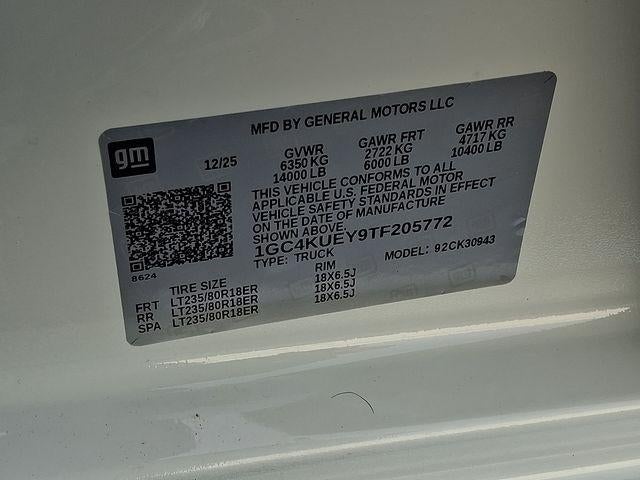 MFD BY GENERAL MOTORS LLC
gm
12/25
GVWR
6350 KG
14000 LB
GAWR FRT
2722 KG
6000 LB
GAWR RR
4717 KG
10400 LB
THIS VEHICLE CONFORMS TO ALL
APPLICABLE U.S. FEDERAL MOTOR
VEHICLE SAFETY STANDARDS IN EFFECT
ON THE DATE OF MANUFACTURE
SHOWN ABOVE.
1GC4KUEY9TF205772
TYPE: TRUCK
MODEL: 92CK30943
8624
TIRE SIZE RIM
FRT LT235/80R18ER 18X6.5J
RR LT235/80R18ER 18X6.5J
SPA LT235/80R18ER 18X6.5J